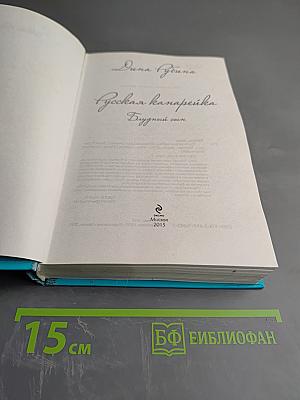 Дина Рубина
Русская канарейка
Блудный сын
Москва
2015
15 см
БФ БИБЛИОФАН